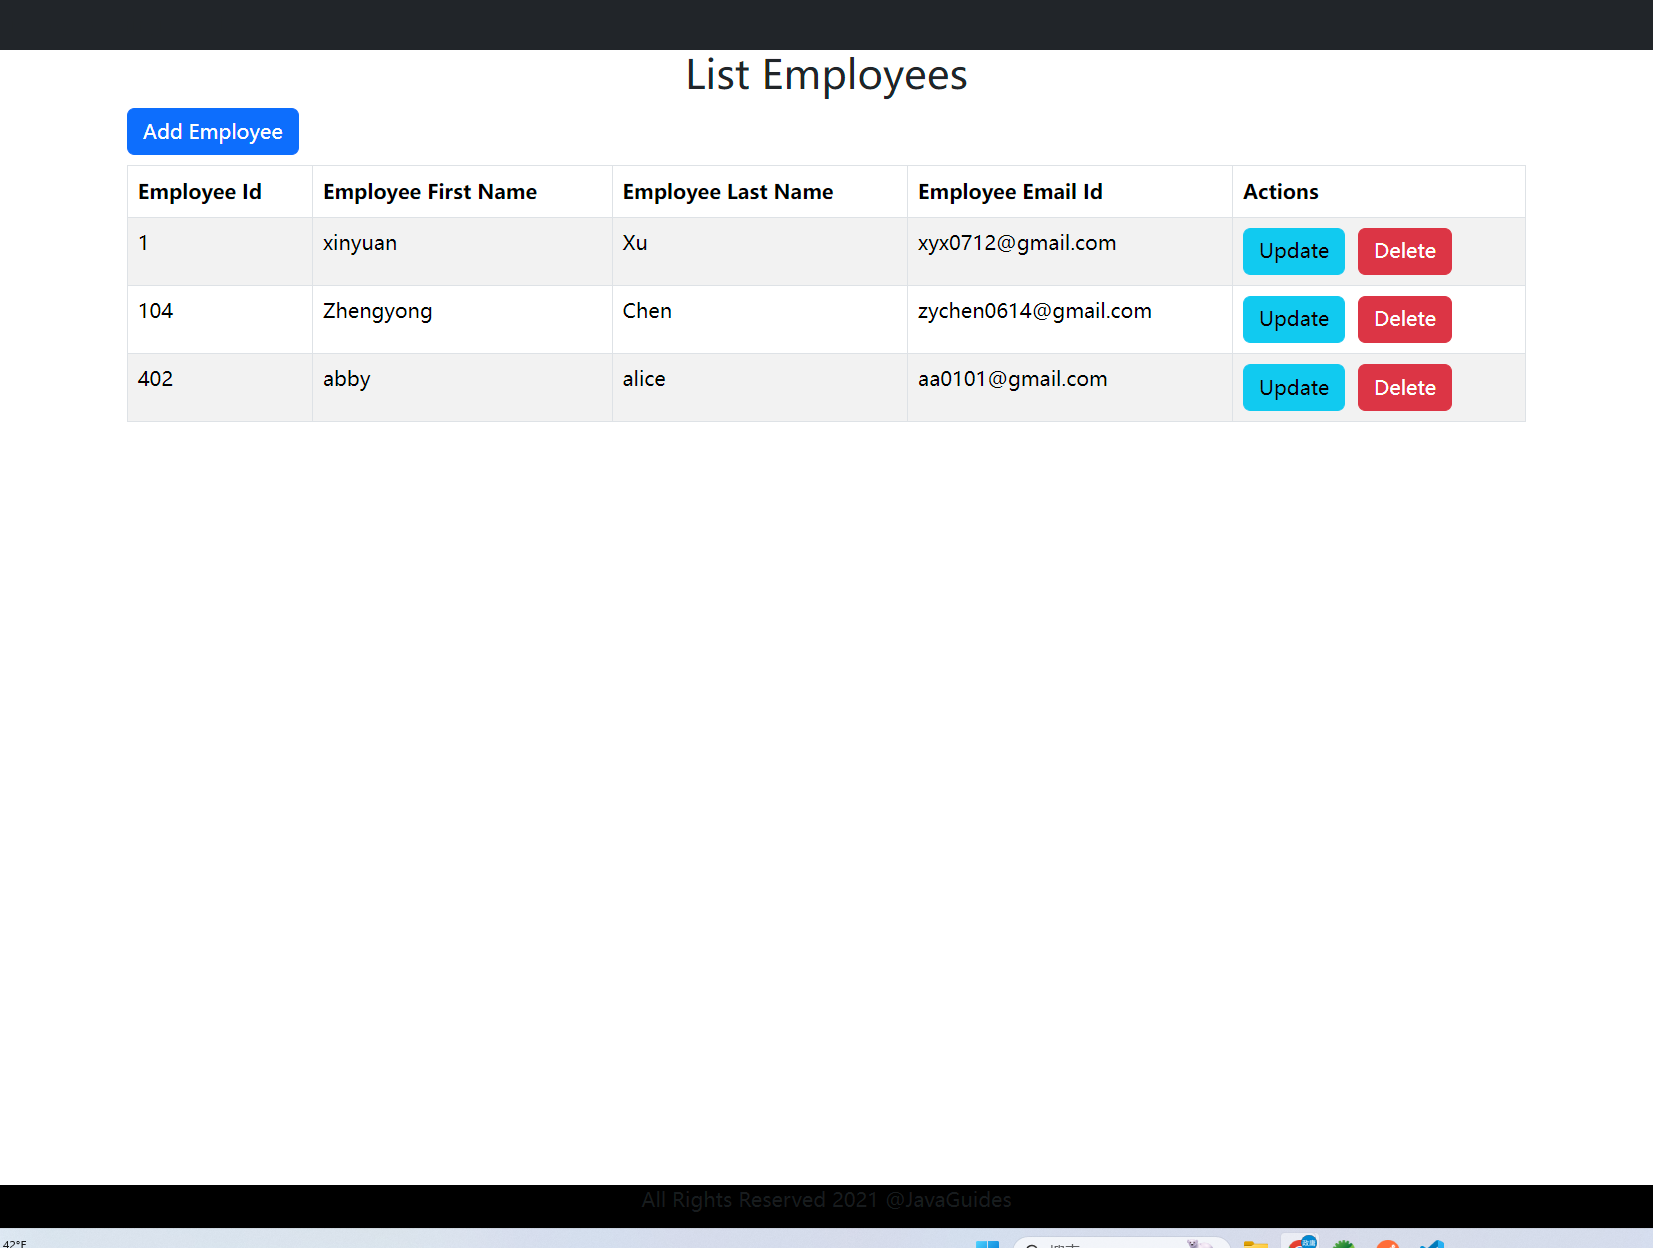 List Employees
Add Employee
Employee Id Employee First Name Employee Last Name Employee Email Id Actions
1 xinyuan Xu xyx0712@gmail.com Update Delete
104 Zhengyong Chen zychen0614@gmail.com Update Delete
402 abby alice aa0101@gmail.com Update Delete
All Rights Reserved 2021 @JavaGuides
42°F